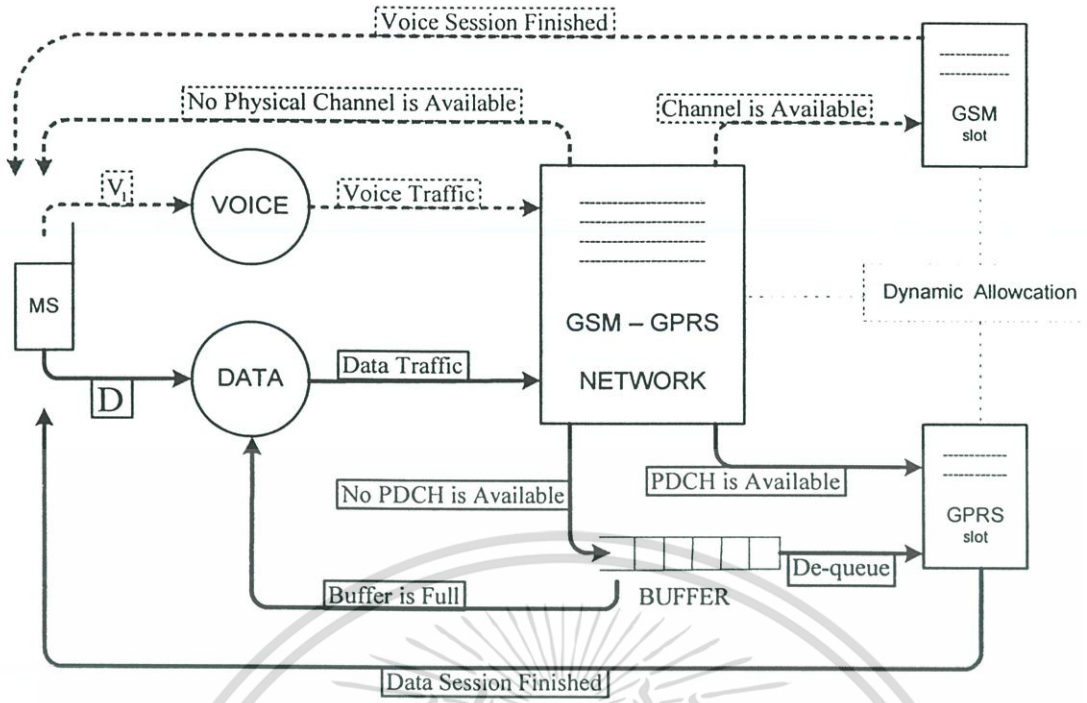 Voice Session Finished
No Physical Channel is Available
Channel is Available
GSM
slot
V₁
VOICE
Voice Traffic
MS
GSM – GPRS
NETWORK
Dynamic Allowcation
D
DATA
Data Traffic
No PDCH is Available
PDCH is Available
GPRS
slot
De-queue
Buffer is Full
BUFFER
Data Session Finished